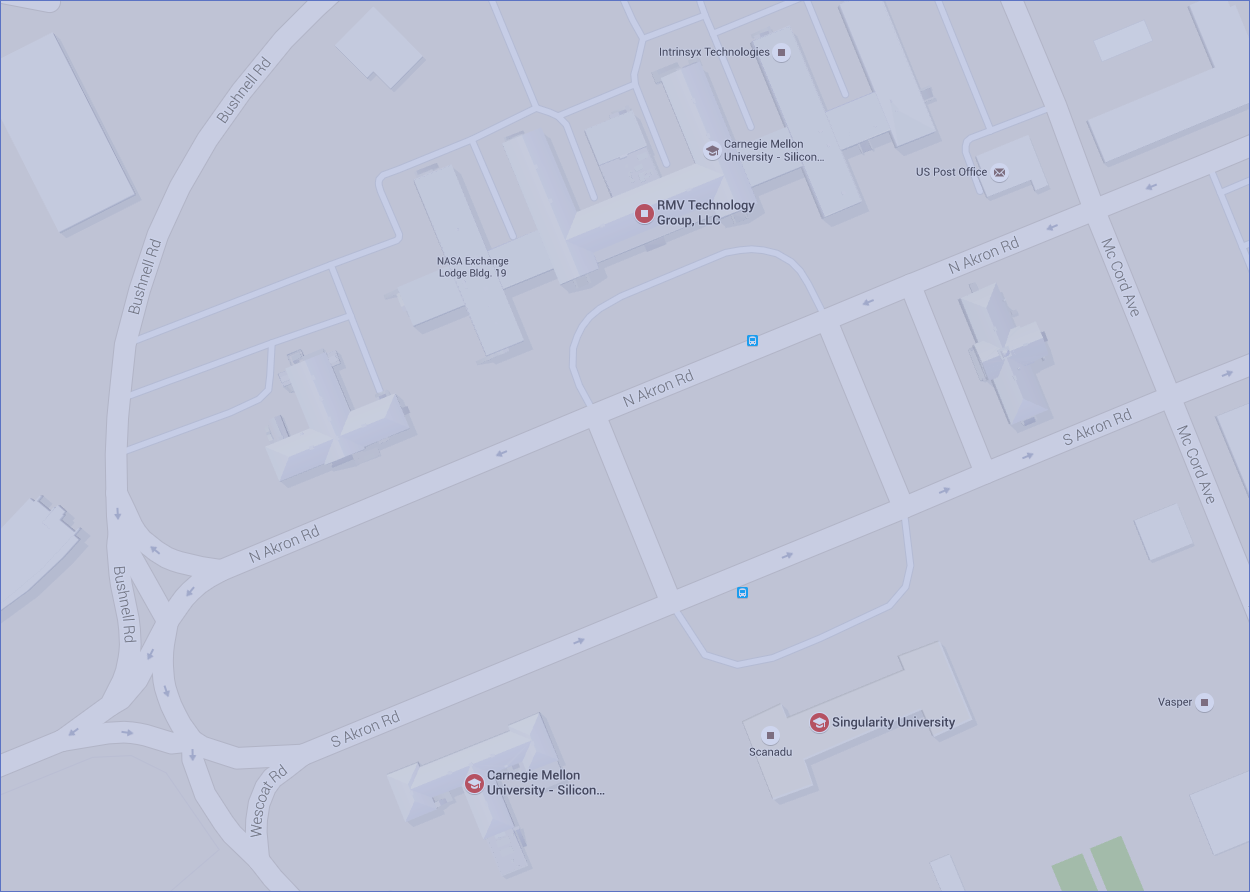 Intrinsyx Technologies
Bushnell Rd
Carnegie Mellon
University - Silicon...
US Post Office
RMV Technology
Group, LLC
N Akron Rd
Bushnell Rd
NASA Exchange
Lodge Bldg. 19
Mc Cord Ave
N Akron Rd
S Akron Rd
Mc Cord Ave
N Akron Rd
Bushnell Rd
Vasper
Singularity University
S Akron Rd
Scanadu
Carnegie Mellon
University - Silicon...
Wescoat Rd